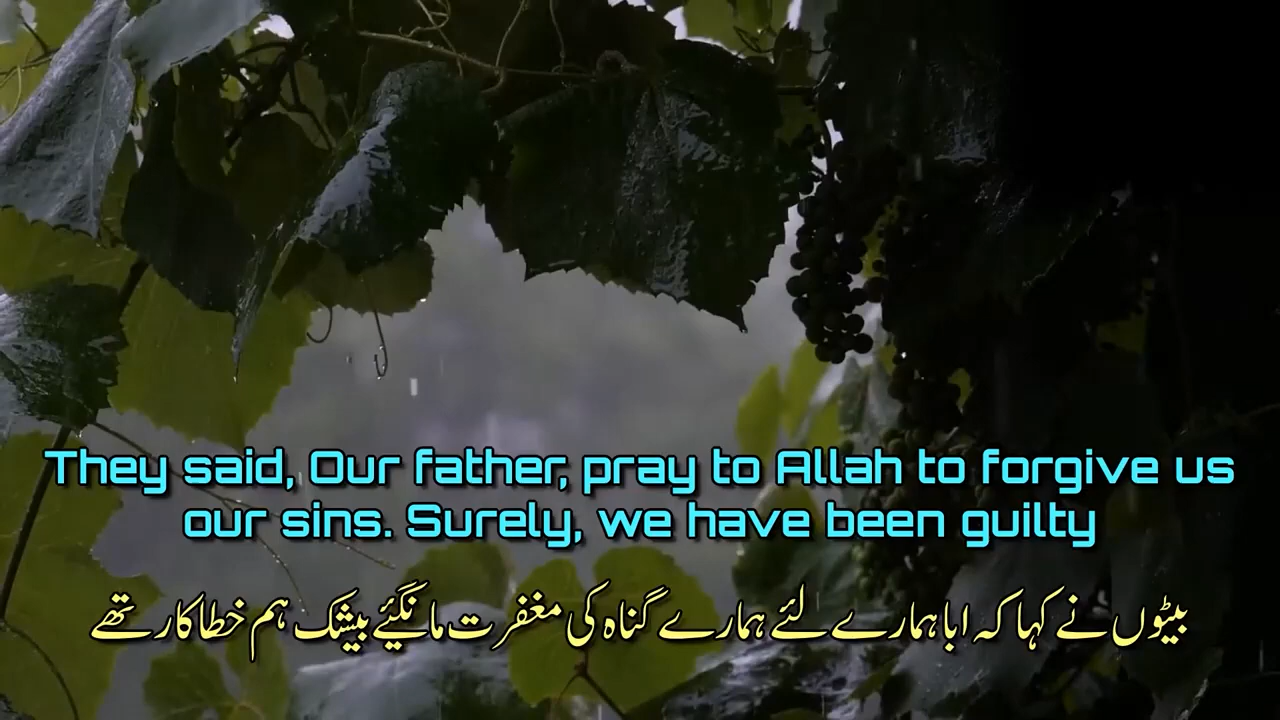 They said, Our father, pray to Allah to forgive us
our sins. Surely, we have been guilty
بیٹوں نے کہا کہ ابا ہمارے لئے ہمارے گناہ کی مغفرت مانگیئے بیشک ہم خطاکار تھے